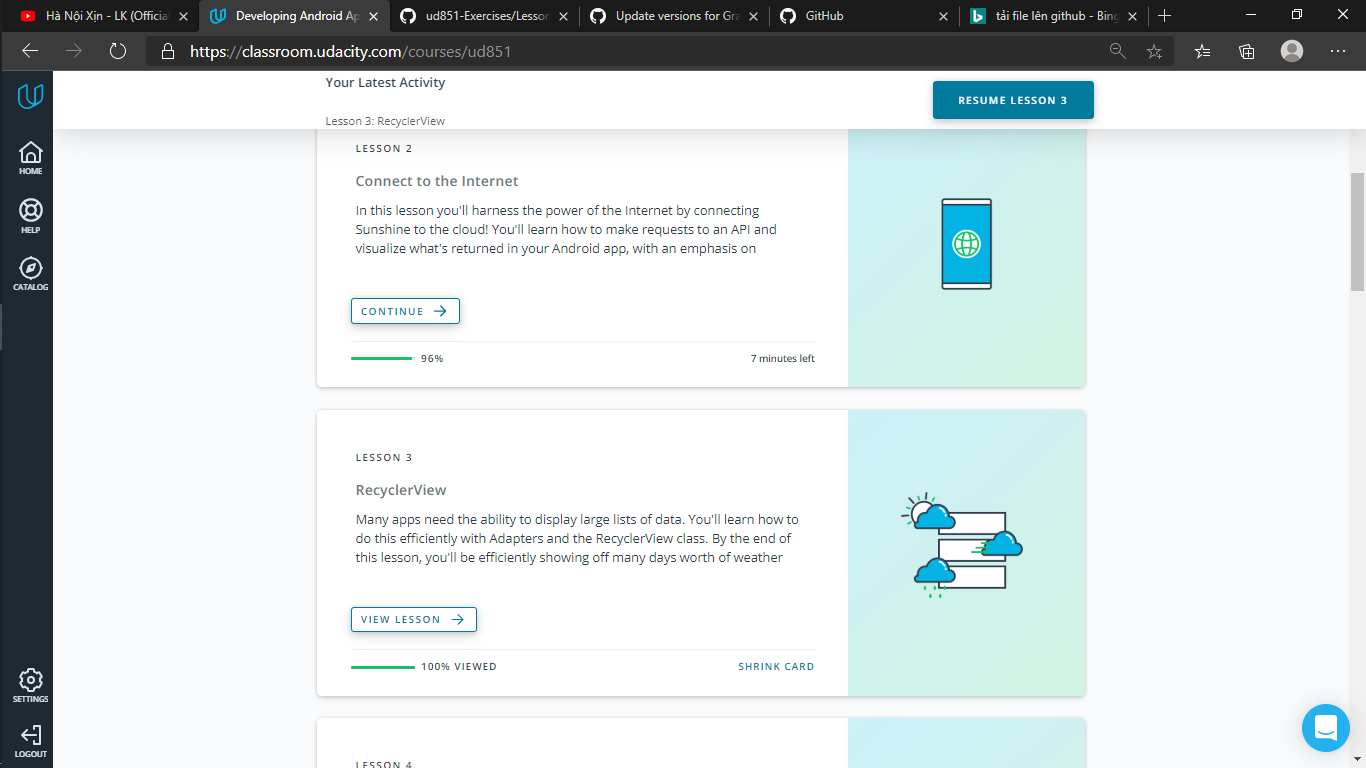 Hà Nội Xịn - LK (Official
Developing Android Ap
ud851-Exercises/Lesson
Update versions for Gra
GitHub
tải file lên github - Bing
https://classroom.udacity.com/courses/ud851
Your Latest Activity
Lesson 3: RecyclerView
RESUME LESSON 3
HOME
HELP
CATALOG
SETTINGS
LOGOUT
LESSON 2
Connect to the Internet
In this lesson you'll harness the power of the Internet by connecting
Sunshine to the cloud! You'll learn how to make requests to an API and
visualize what's returned in your Android app, with an emphasis on
CONTINUE
96%
7 minutes left
LESSON 3
RecyclerView
Many apps need the ability to display large lists of data. You'll learn how to
do this efficiently with Adapters and the RecyclerView class. By the end of
this lesson, you'll be efficiently showing off many days worth of weather
VIEW LESSON
100% VIEWED
SHRINK CARD
LESSON 4